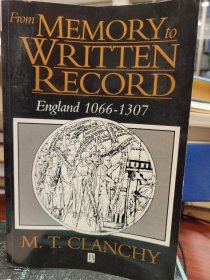 From
MEMORY to
WRITTEN
RECORD
England 1066-1307
M. T. CLANCHY
B